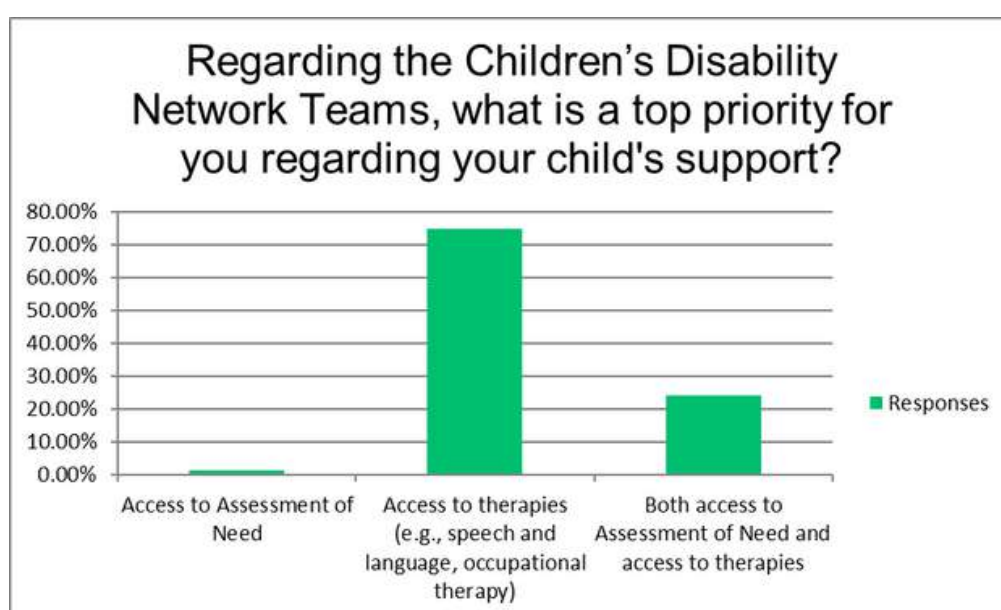 Regarding the Children’s Disability
Network Teams, what is a top priority for
you regarding your child's support?
80.00%
70.00%
60.00%
50.00%
40.00%
30.00%
20.00%
10.00%
0.00%
Access to Assessment of
Need
Access to therapies
(e.g., speech and
language, occupational
therapy)
Both access to
Assessment of Need and
access to therapies
Responses